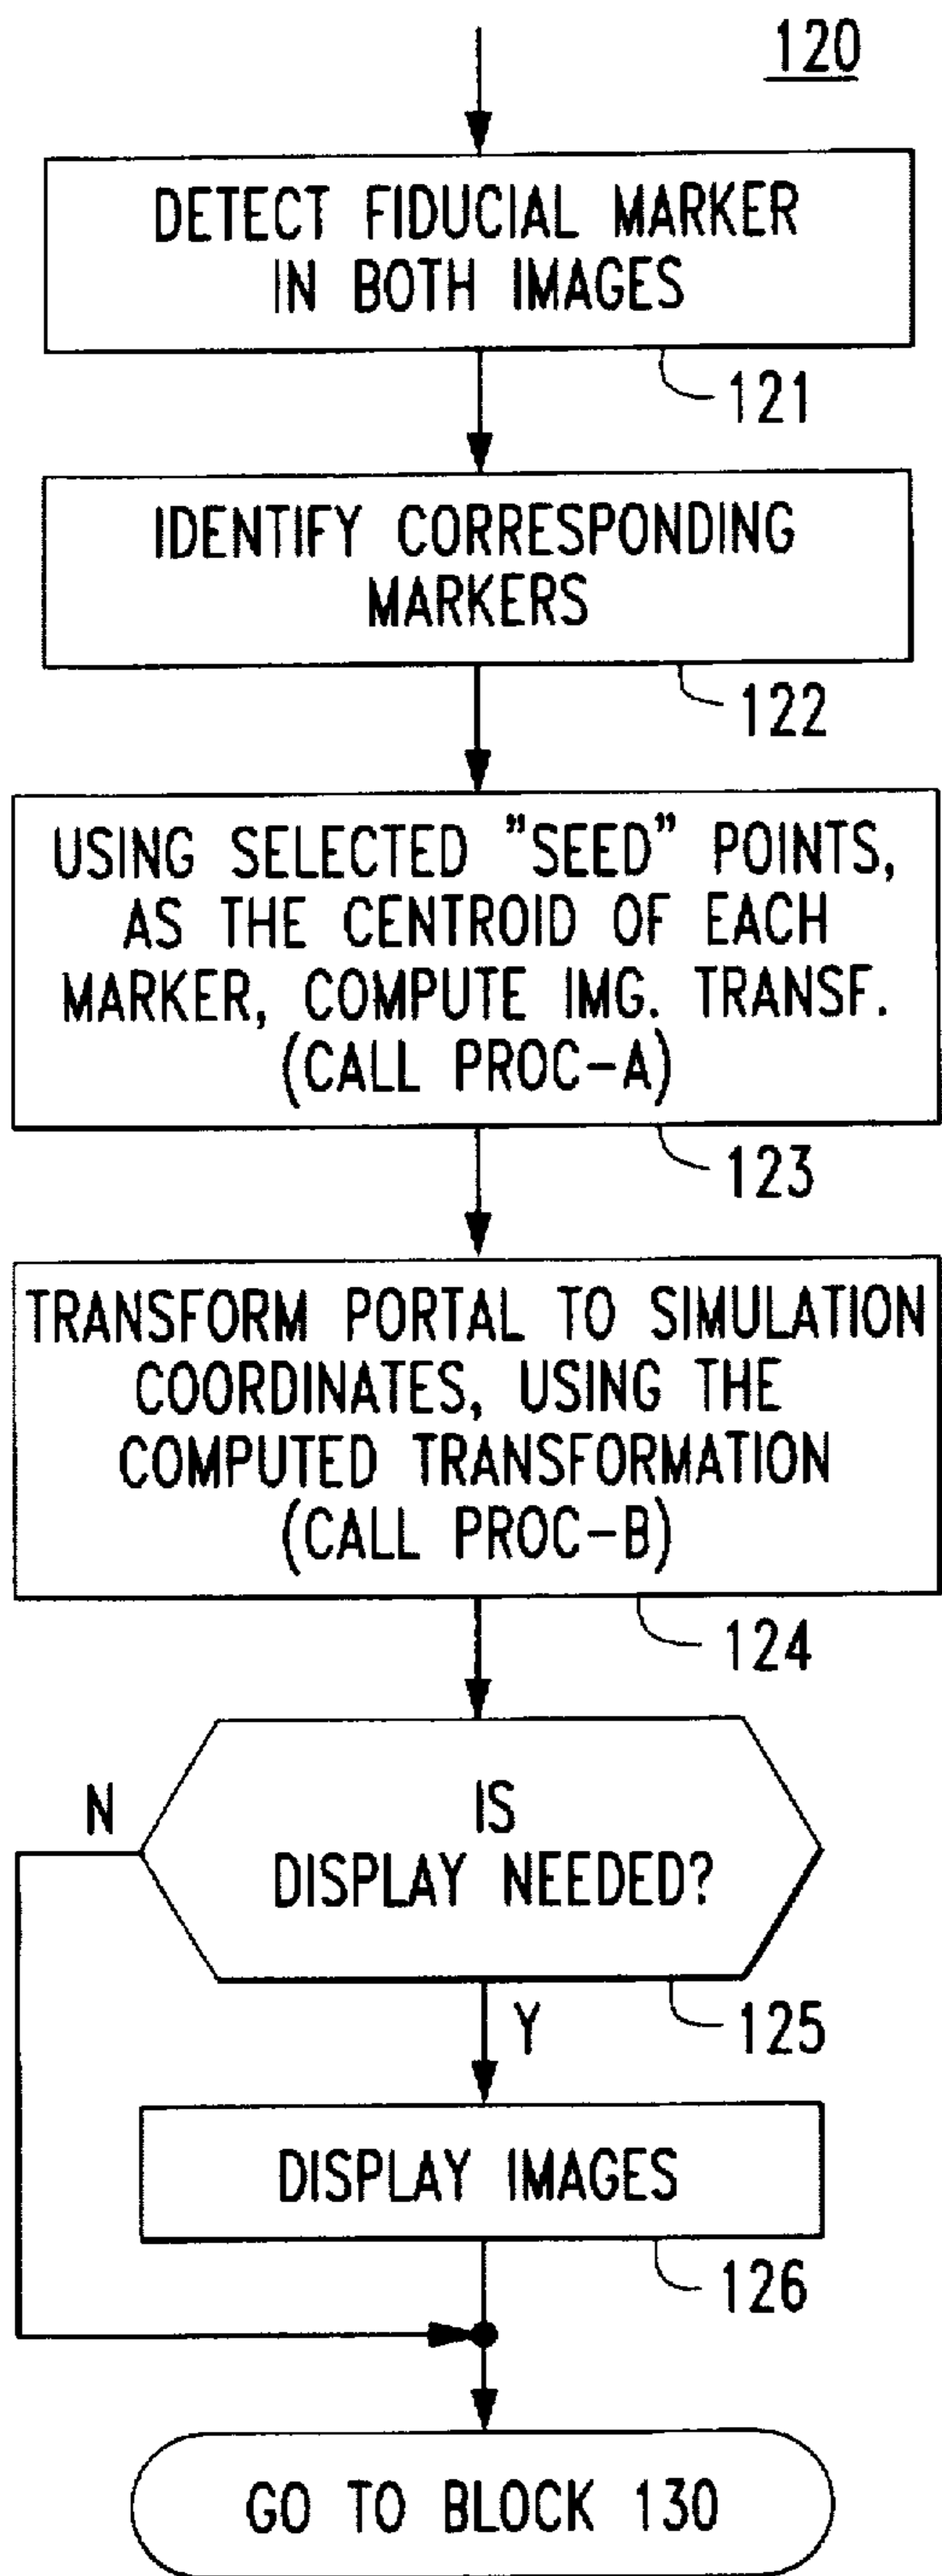 120
DETECT FIDUCIAL MARKER
IN BOTH IMAGES
121
IDENTIFY CORRESPONDING
MARKERS
122
USING SELECTED ”SEED” POINTS,
AS THE CENTROID OF EACH
MARKER, COMPUTE IMG. TRANSF.
(CALL PROC-A)
123
TRANSFORM PORTAL TO SIMULATION
COORDINATES, USING THE
COMPUTED TRANSFORMATION
(CALL PROC-B)
124
N
IS
DISPLAY NEEDED?
Y
125
DISPLAY IMAGES
126
GO TO BLOCK 130